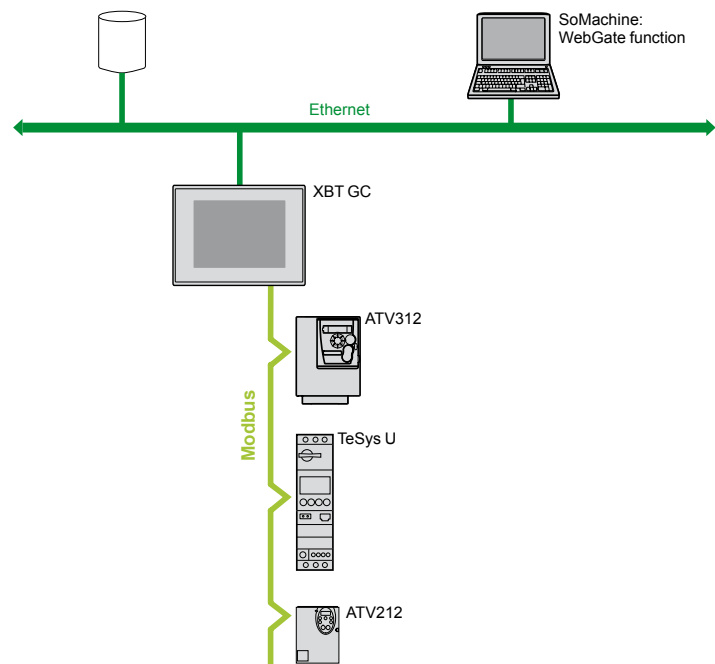 SoMachine:
WebGate function
Ethernet
XBT GC
ATV312
Modbus
TeSys U
ATV212